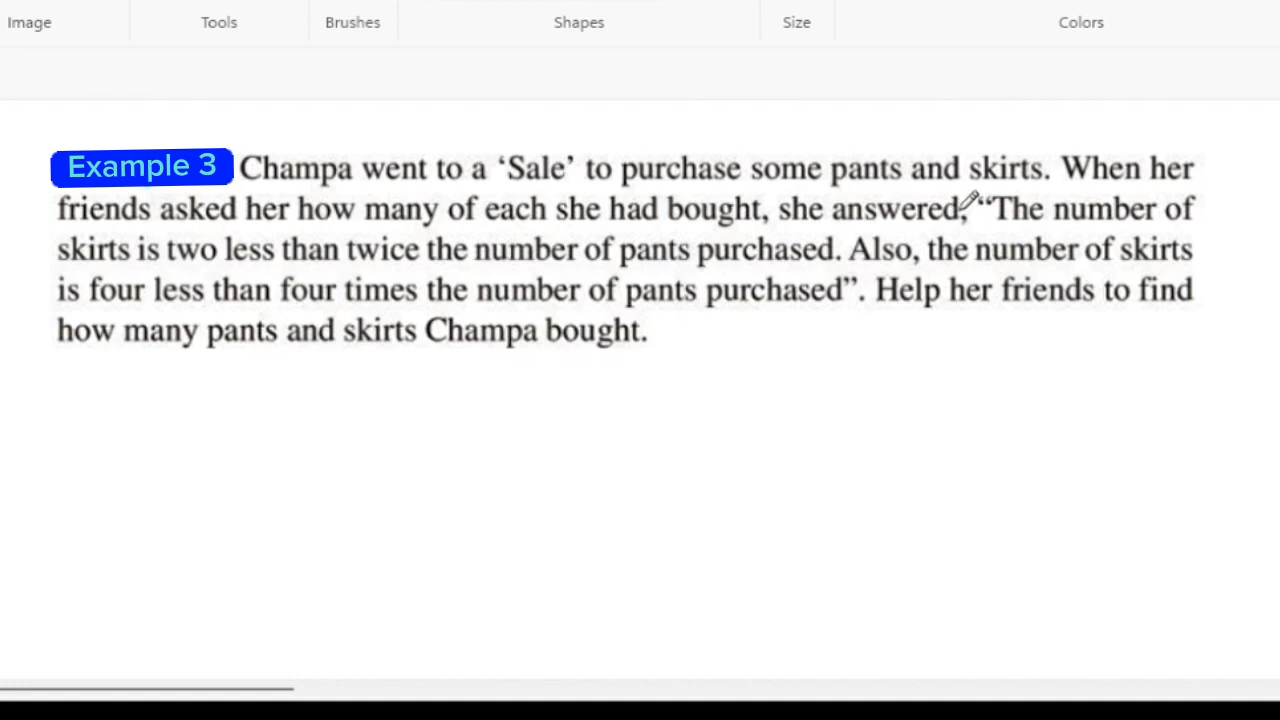 Image Tools Brushes Shapes Size Colors
Example 3 Champa went to a ‘Sale’ to purchase some pants and skirts. When her
friends asked her how many of each she had bought, she answered, “The number of
skirts is two less than twice the number of pants purchased. Also, the number of skirts
is four less than four times the number of pants purchased”. Help her friends to find
how many pants and skirts Champa bought.